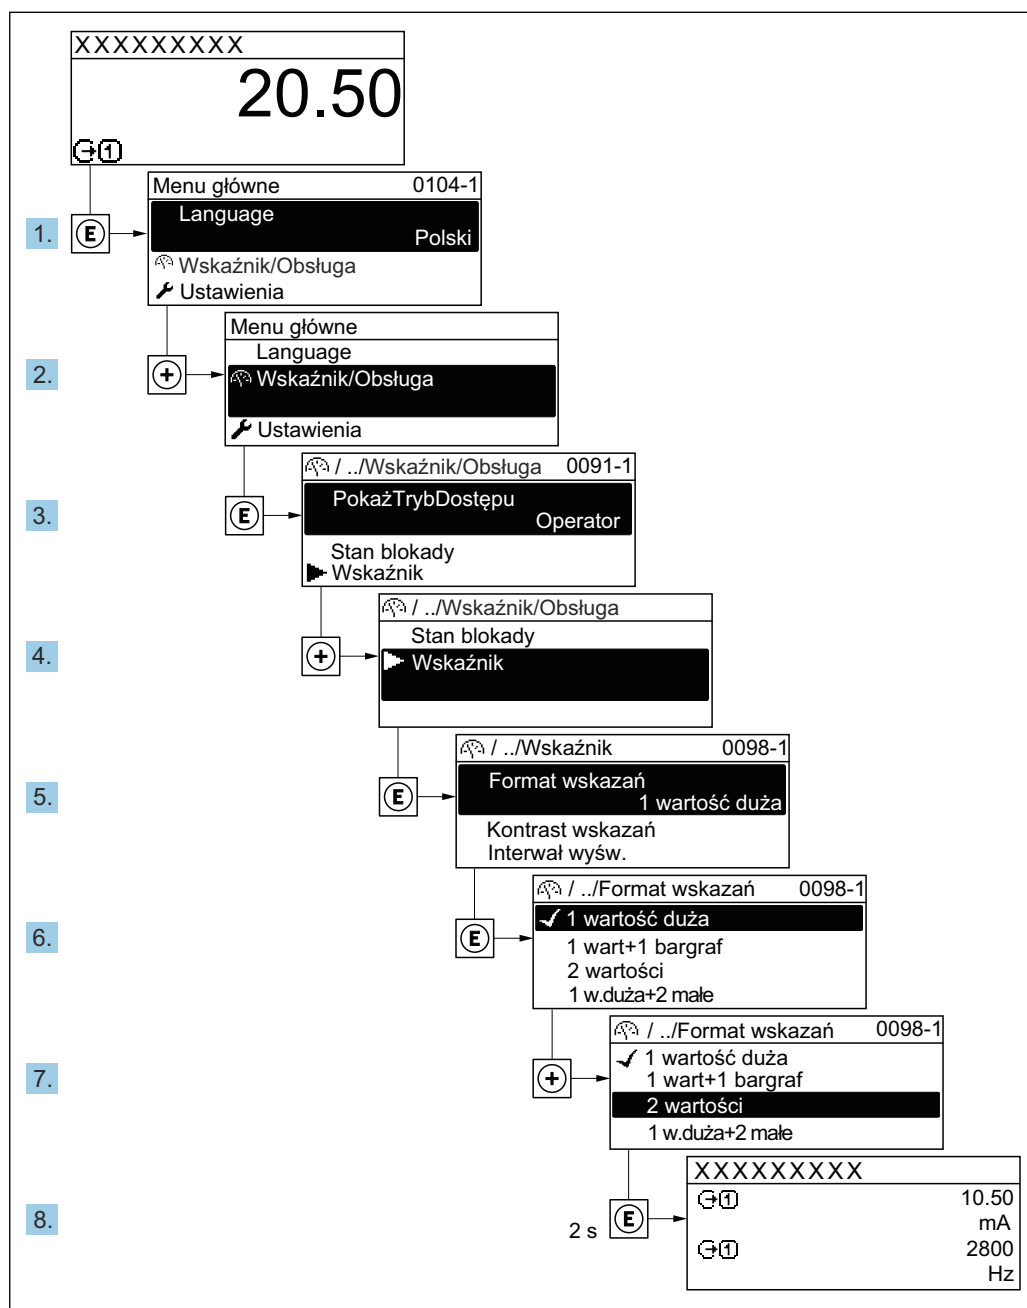 XXXXXXXXX
20.50
1
Menu główne 0104-1
Language
Polski
Wskaźnik/Obsługa
Ustawienia
1. E
Menu główne
Language
Wskaźnik/Obsługa
Ustawienia
2. +
/ ../Wskaźnik/Obsługa 0091-1
PokażTrybDostępu
Operator
Stan blokady
Wskaźnik
3. E
/ ../Wskaźnik/Obsługa
Stan blokady
Wskaźnik
4. +
/ ../Wskaźnik 0098-1
Format wskazań
1 wartość duża
Kontrast wskazań
Interwał wyśw.
5. E
/ ../Format wskazań 0098-1
1 wartość duża
1 wart+1 bargraf
2 wartości
1 w.duża+2 małe
6. E
/ ../Format wskazań 0098-1
1 wartość duża
1 wart+1 bargraf
2 wartości
1 w.duża+2 małe
7. +
XXXXXXXXX
1 10.50
mA
1 2800
Hz
8. 2 s E